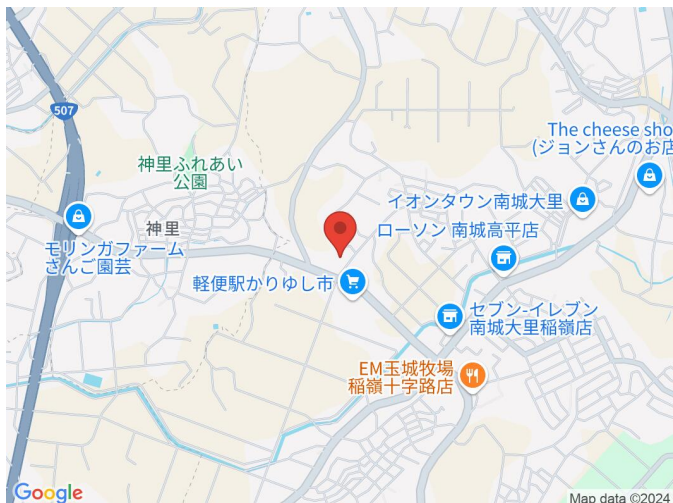 507
The cheese sho
(ジョンさんのお店
神里ふれあい
公園
イオンタウン南城大里
神里
ローソン 南城高平店
モリンガファーム
さんご園芸
軽便駅かりゆし市
セブン-イレブン
南城大里稲嶺店
EM玉城牧場
稲嶺十字路店
Google
Map data ©2024